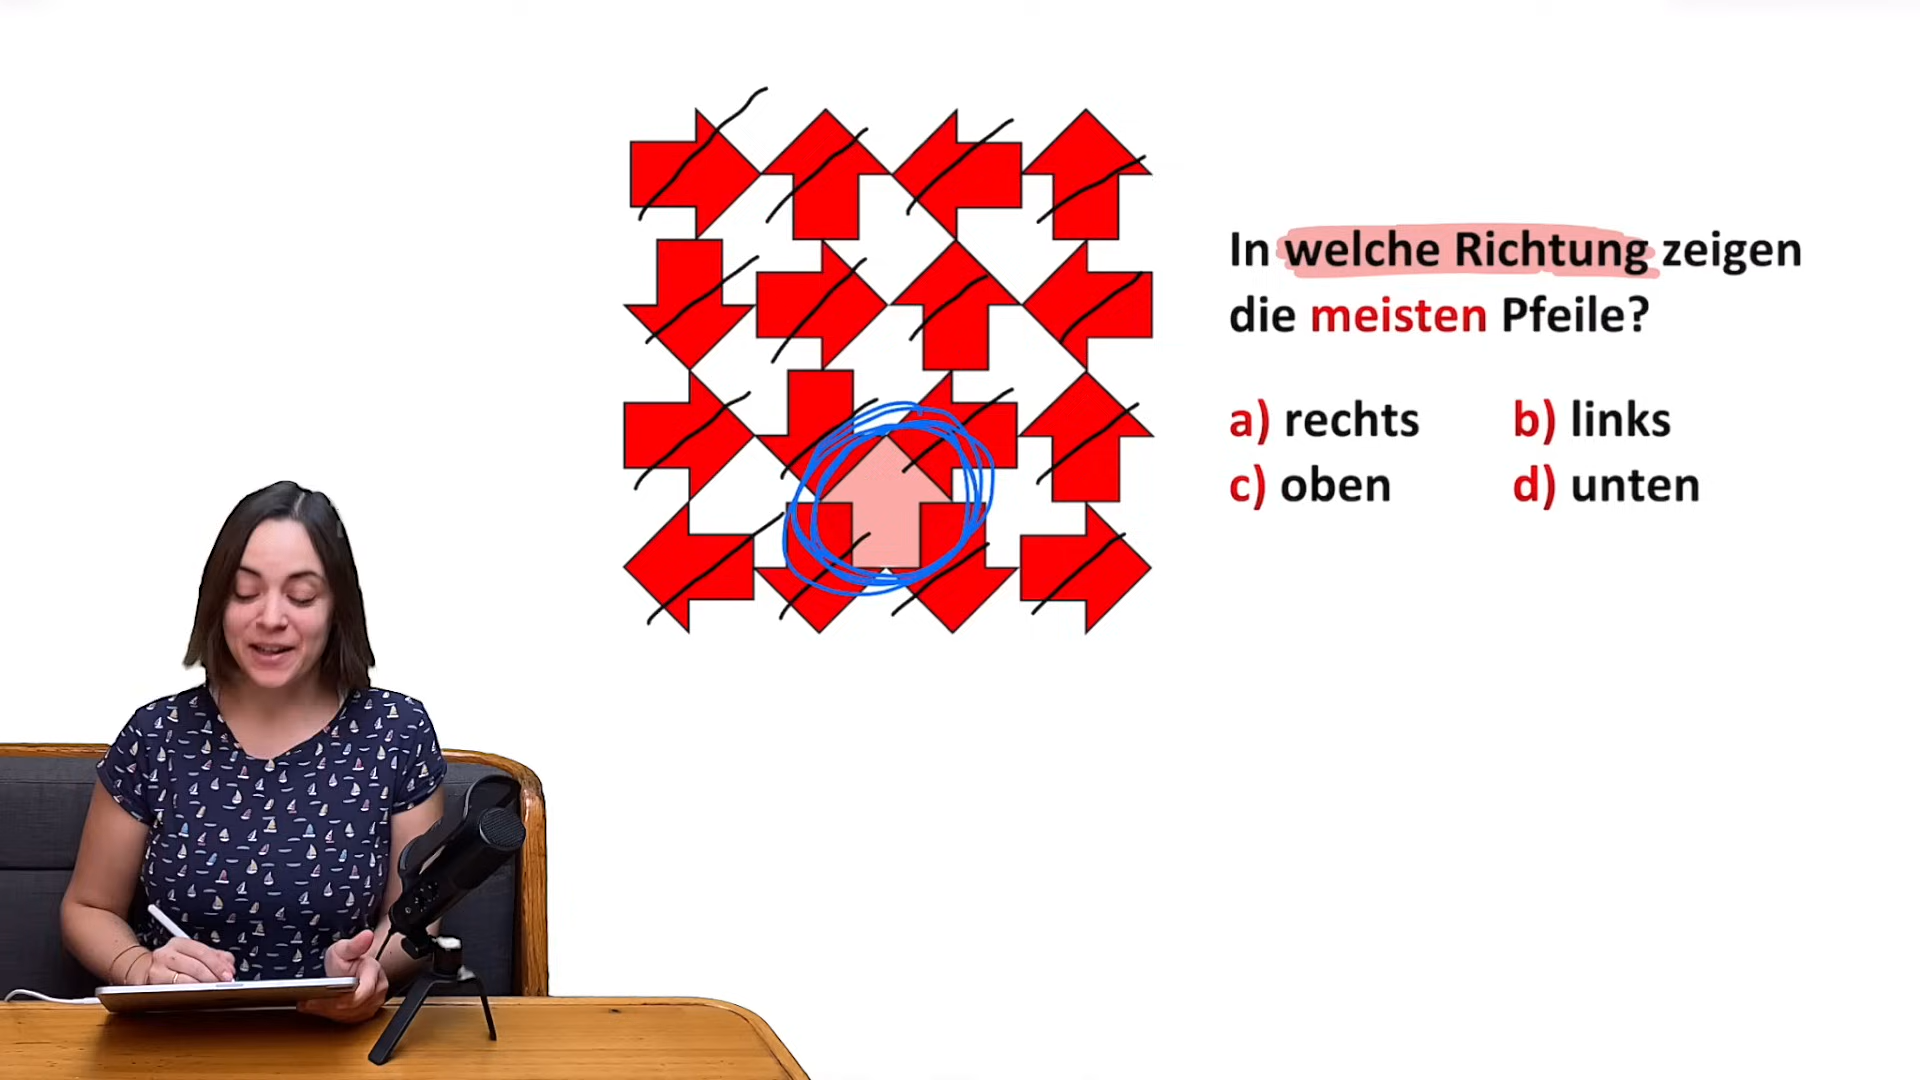 In welche Richtung zeigen
die meisten Pfeile?
a) rechts b) links
c) oben d) unten